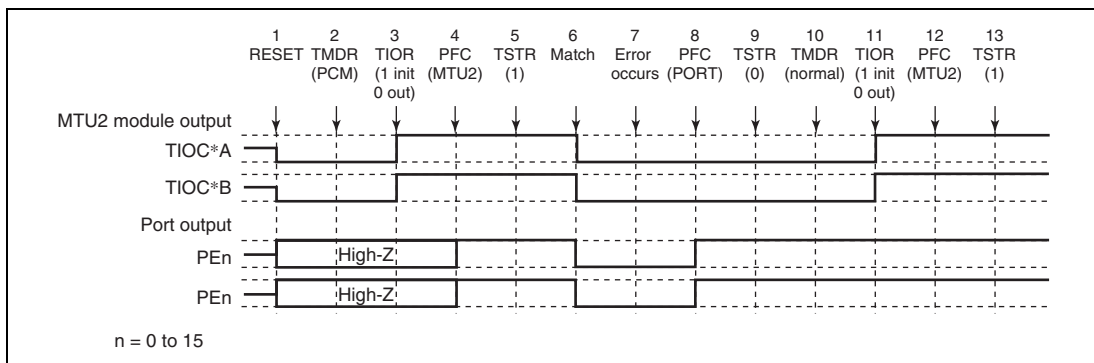 1 2 3 4 5 6 7 8 9 10 11 12 13
RESET TMDR TIOR PFC TSTR Match Error PFC TSTR TMDR TIOR PFC TSTR
(PCM) (1 init (MTU2) (1) occurs (PORT) (0) (normal) (1 init (MTU2) (1)
0 out) 0 out)
MTU2 module output
TIOC*A
TIOC*B
Port output
PEn High-Z
PEn High-Z
n = 0 to 15